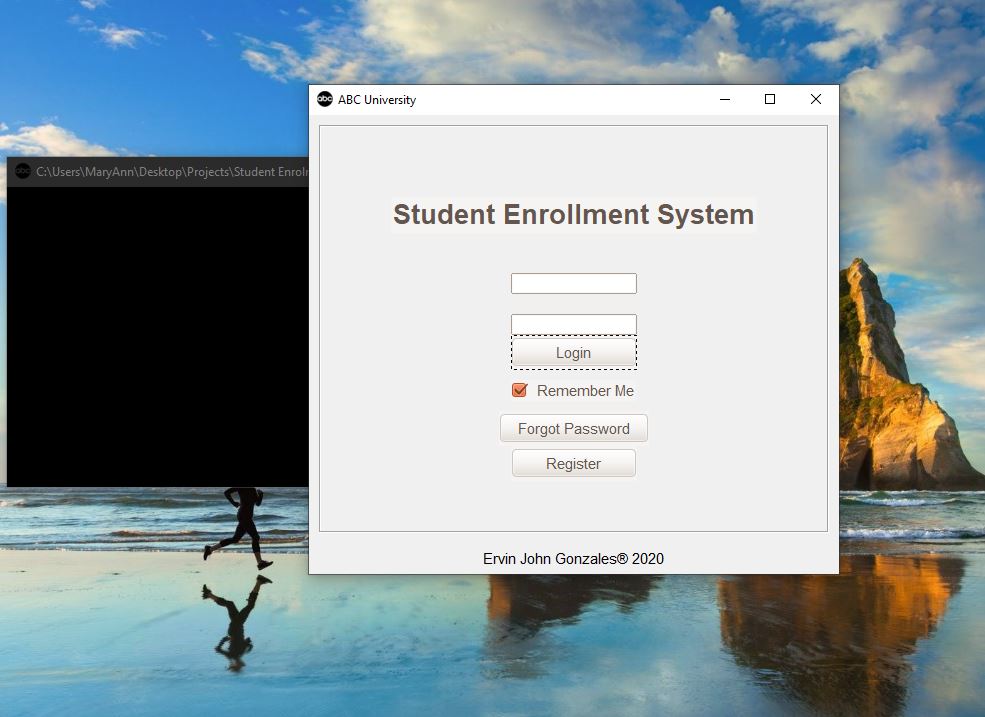 abc ABC University
C:\Users\MaryAnn\Desktop\Projects\Student
Student Enrollment System
Login
Remember Me
Forgot Password
Register
Ervin John Gonzales® 2020